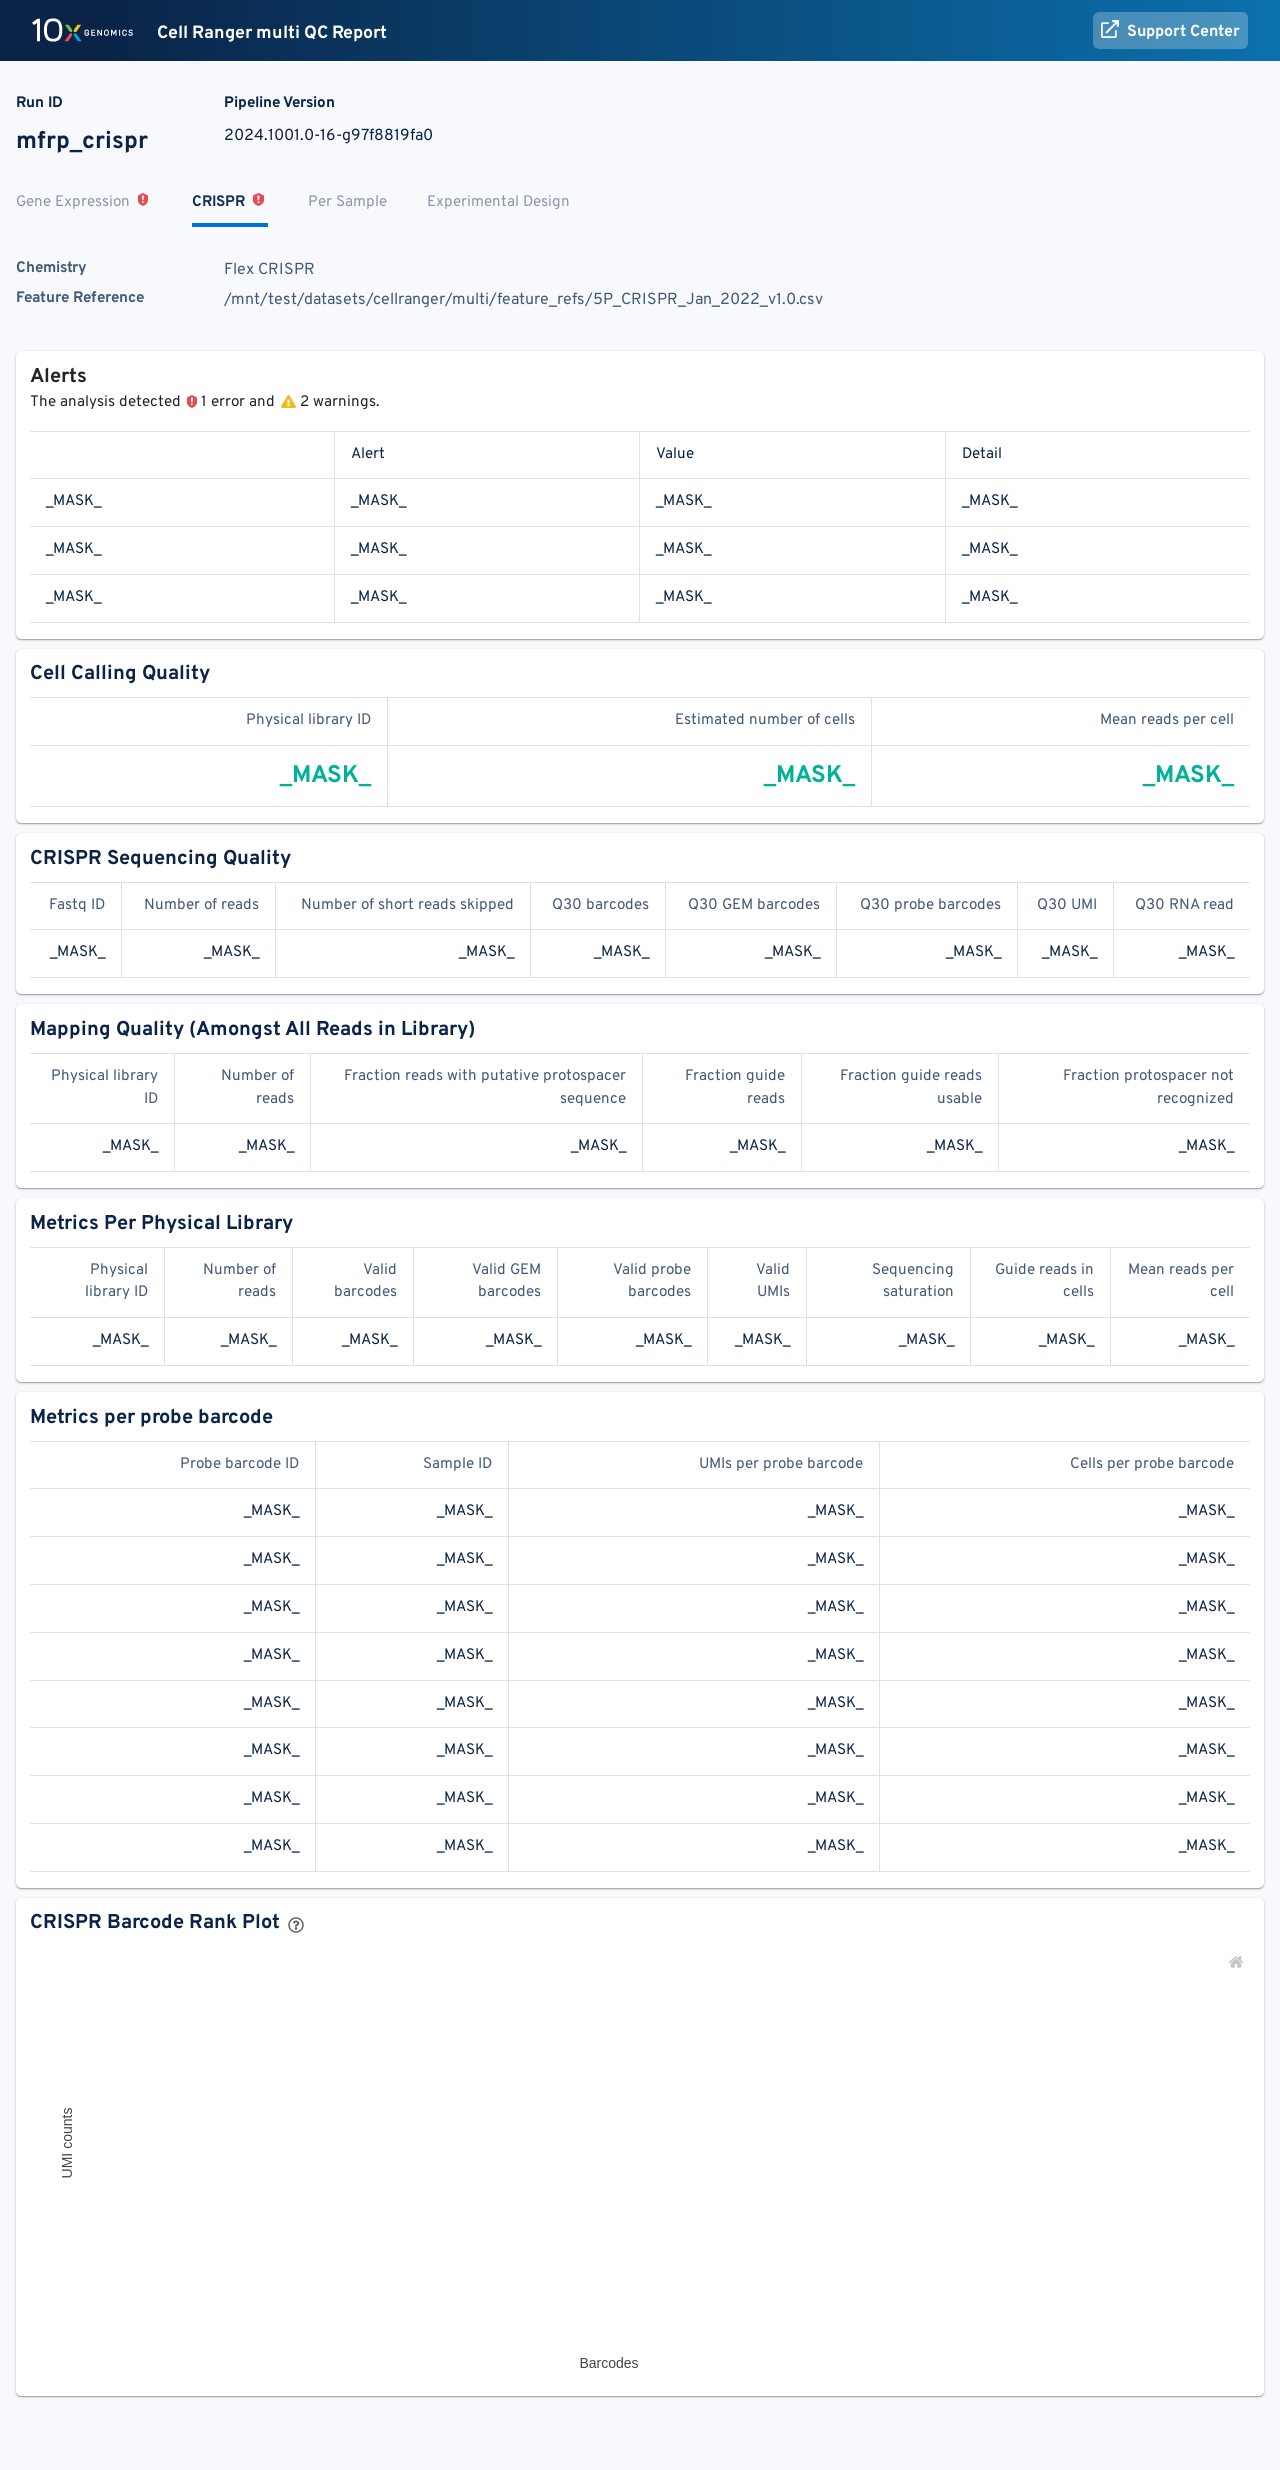 10x GENOMICS Cell Ranger multi QC Report Support Center
Run ID Pipeline Version
mfrp_crispr 2024.1001.0-16-g97f8819fa0
Gene Expression CRISPR Per Sample Experimental Design
Chemistry Flex CRISPR
Feature Reference /mnt/test/datasets/cellranger/multi/feature_refs/5P_CRISPR_Jan_2022_v1.0.csv
Alerts
The analysis detected 1 error and 2 warnings.
Alert Value Detail
_MASK_ _MASK_ _MASK_ _MASK_
_MASK_ _MASK_ _MASK_ _MASK_
_MASK_ _MASK_ _MASK_ _MASK_
Cell Calling Quality
Physical library ID Estimated number of cells Mean reads per cell
_MASK_ _MASK_ _MASK_
CRISPR Sequencing Quality
Fastq ID Number of reads Number of short reads skipped Q30 barcodes Q30 GEM barcodes Q30 probe barcodes Q30 UMI Q30 RNA read
_MASK_ _MASK_ _MASK_ _MASK_ _MASK_ _MASK_ _MASK_ _MASK_
Mapping Quality (Amongst All Reads in Library)
Physical library Number of Fraction reads with putative protospacer Fraction guide Fraction guide reads Fraction protospacer not
ID reads sequence reads usable recognized
_MASK_ _MASK_ _MASK_ _MASK_ _MASK_ _MASK_
Metrics Per Physical Library
Physical Number of Valid Valid GEM Valid probe Valid Sequencing Guide reads in Mean reads per
library ID reads barcodes barcodes barcodes UMIs saturation cells cell
_MASK_ _MASK_ _MASK_ _MASK_ _MASK_ _MASK_ _MASK_ _MASK_ _MASK_
Metrics per probe barcode
Probe barcode ID Sample ID UMIs per probe barcode Cells per probe barcode
_MASK_ _MASK_ _MASK_ _MASK_
_MASK_ _MASK_ _MASK_ _MASK_
_MASK_ _MASK_ _MASK_ _MASK_
_MASK_ _MASK_ _MASK_ _MASK_
_MASK_ _MASK_ _MASK_ _MASK_
_MASK_ _MASK_ _MASK_ _MASK_
_MASK_ _MASK_ _MASK_ _MASK_
_MASK_ _MASK_ _MASK_ _MASK_
CRISPR Barcode Rank Plot
UMI counts
Barcodes